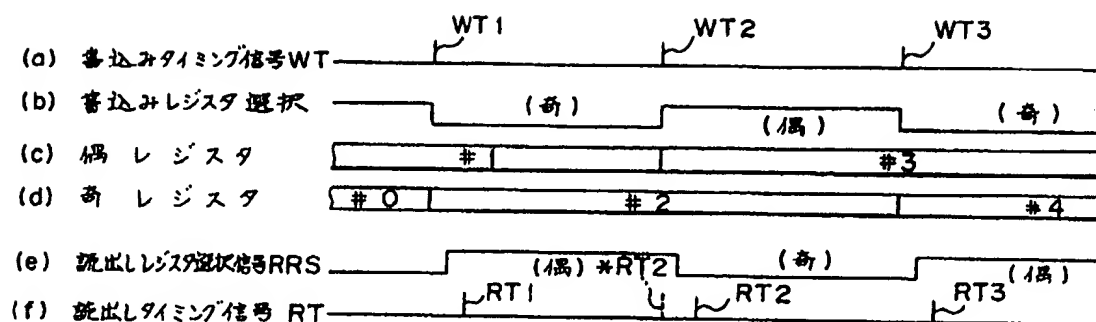 WT1 WT2 WT3
(a) 書込みタイミング信号WT
(b) 書込みレジスタ選択 (奇) (偶) (奇)
(c) 偶レジスタ # #3
(d) 奇レジスタ #0 #2 #4
(e) 読出しレジスタ選択信号RRS (偶) *RT2 (奇) (偶)
(f) 読出しタイミング信号 RT RT1 RT2 RT3